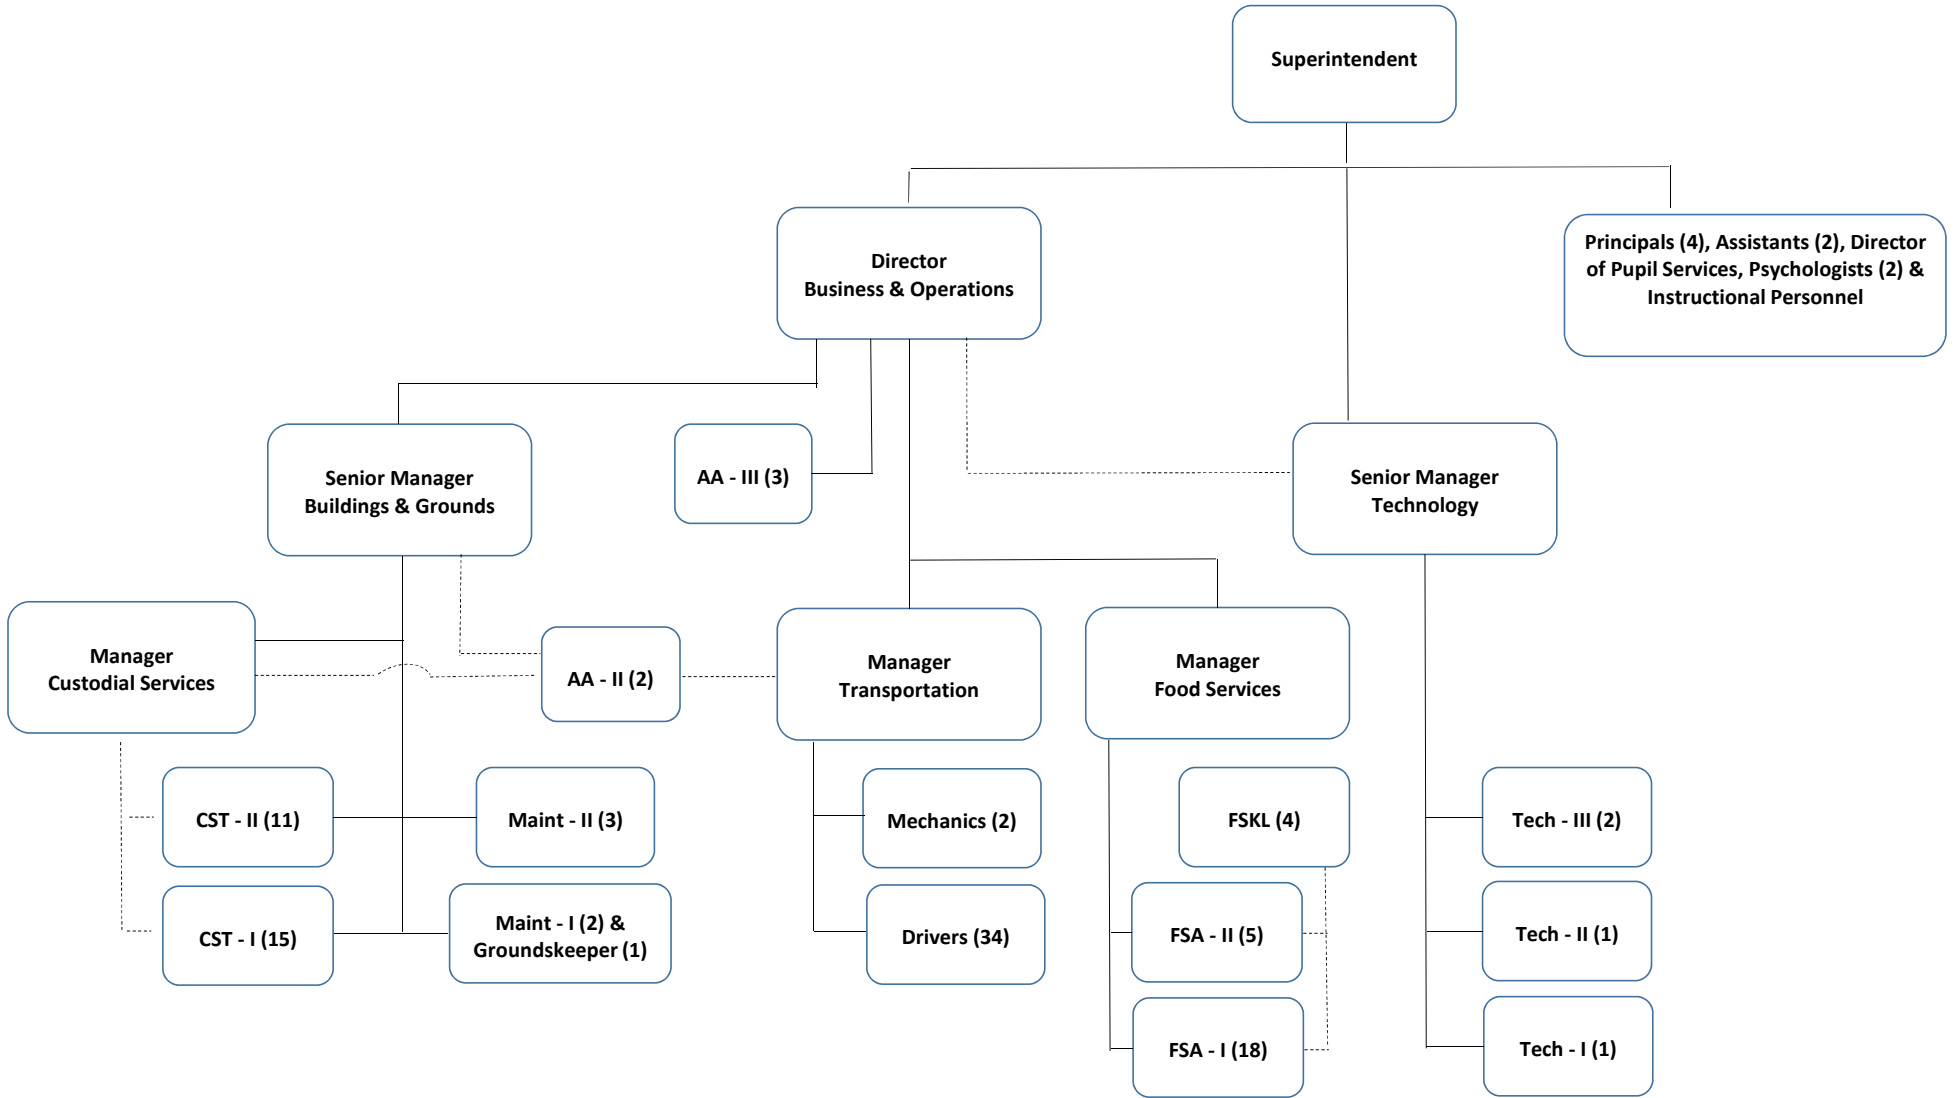 Superintendent
Director
Business & Operations
Principals (4), Assistants (2), Director
of Pupil Services, Psychologists (2) &
Instructional Personnel
Senior Manager
Buildings & Grounds
AA - III (3)
Senior Manager
Technology
Manager
Custodial Services
AA - II (2)
Manager
Transportation
Manager
Food Services
CST - II (11)
Maint - II (3)
Mechanics (2)
FSKL (4)
Tech - III (2)
CST - I (15)
Maint - I (2) &
Groundskeeper (1)
Drivers (34)
FSA - II (5)
Tech - II (1)
FSA - I (18)
Tech - I (1)